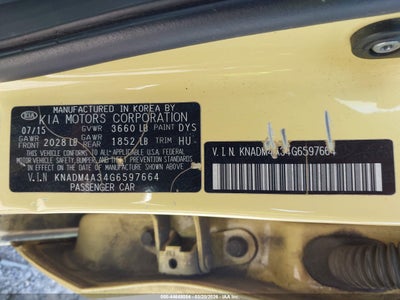 MANUFACTURED IN KOREA BY
KIA KIA MOTORS CORPORATION
07/15 GVWR 3660 LB PAINT DYS
GAWR FRONT 2028 LB GAWR REAR 1852 LB TRIM HU
THIS VEHICLE CONFORMS TO ALL APPLICABLE U.S. FEDERAL
MOTOR VEHICLE SAFETY, BUMPER, AND THEFT PREVENTION
STANDARDS IN EFFECT ON THE DATE OF MANUFACTURE SHOWN ABOVE.
V.I.N KNADM4A34G6597664
PASSENGER CAR
V.I.N KNADM4A34G6597664